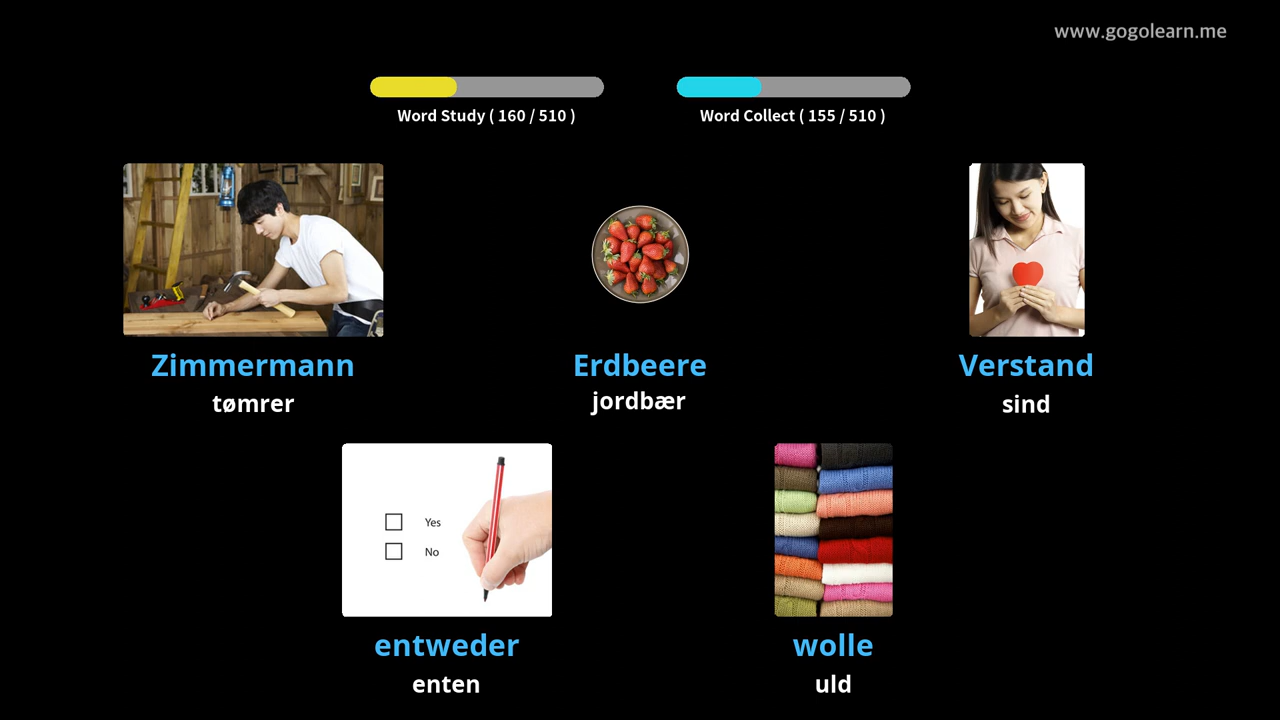 www.gogolearn.me
Word Study ( 160 / 510 )
Word Collect ( 155 / 510 )
Zimmermann
tømrer
Erdbeere
jordbær
Verstand
sind
Yes
No
entweder
enten
wolle
uld